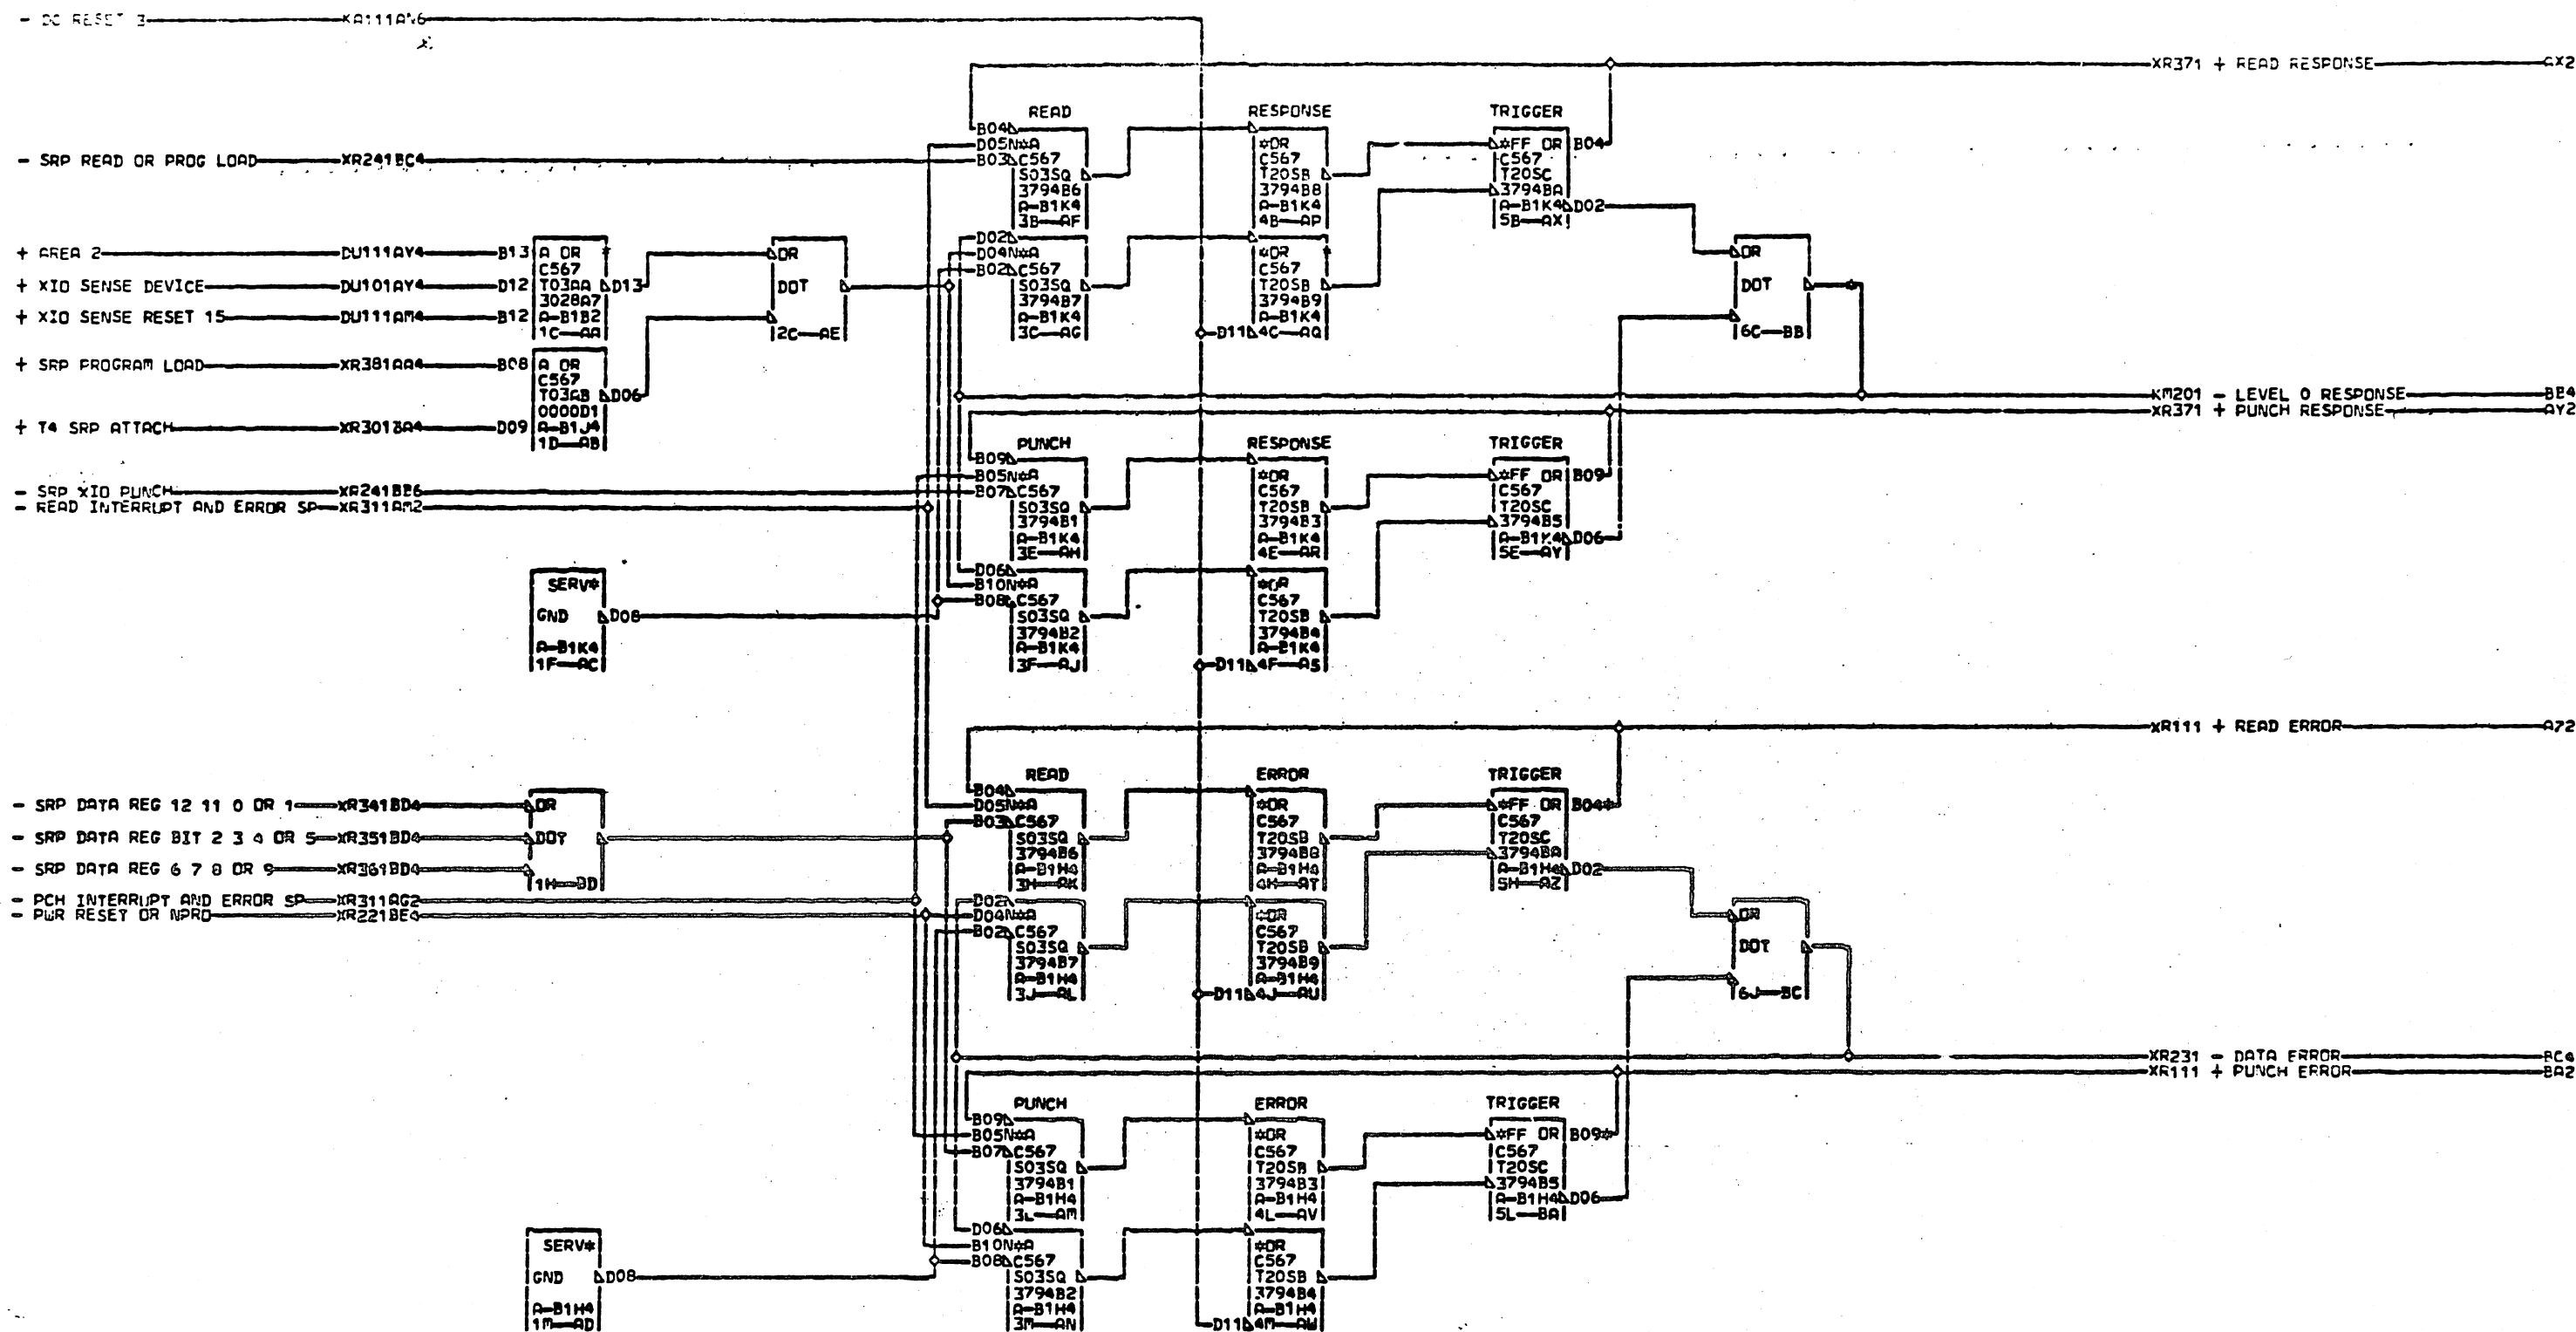 - DC RESET 3 KA111AN6
XR371 + READ RESPONSE AX2
READ RESPONSE TRIGGER
- SRP READ OR PROG LOAD XR241BC4
B04
D05N*A
B03 C567
S03SQ
3794B6
A-B1K4
3B AF
*OR
C567
T20SB
3794B8
A-B1K4
4B AP
*FF OR B04
C567
T20SC
3794BA
A-B1K4 D02
5B AX
+ AREA 2 DU111AY4 B13
+ XIO SENSE DEVICE DU101AY4 D12
+ XIO SENSE RESET 15 DU111AM4 B12
A OR
C567
T03AA D13
3028A7
A-B1B2
1C AA
OR
DOT
2C AE
D02
D04N*A
B02 C567
S03SQ
3794B7
A-B1K4
3C AG
*OR
C567
T20SB
3794B9
A-B1K4
D11 4C AQ
OR
DOT
6C BB
+ SRP PROGRAM LOAD XR381AA4 B08
+ T4 SRP ATTACH XR301BA4 D09
A OR
C567
T03AB D06
0000D1
A-B1J4
1D AB
KM201 - LEVEL 0 RESPONSE BB4
XR371 + PUNCH RESPONSE AY2
PUNCH RESPONSE TRIGGER
- SRP XIO PUNCH XR241BB6
- READ INTERRUPT AND ERROR SP XR311AM2
B09
B05N*A
B07 C567
S03SQ
3794B1
A-B1K4
3E AH
*OR
C567
T20SB
3794B3
A-B1K4
4E AR
*FF OR B09
C567
T20SC
3794B5
A-B1K4 D06
5E AY
SERV*
GND D08
A-B1K4
1F AC
D06
B10N*A
B08 C567
S03SQ
3794B2
A-B1K4
3F AJ
*OR
C567
T20SB
3794B4
A-B1K4
D11 4F AS
XR111 + READ ERROR AZ2
READ ERROR TRIGGER
- SRP DATA REG 12 11 0 OR 1 XR341BD4
- SRP DATA REG BIT 2 3 4 OR 5 XR351BD4
- SRP DATA REG 6 7 8 OR 9 XR361BD4
- PCH INTERRUPT AND ERROR SP XR311AG2
- PWR RESET OR NPRO XR221BE4
OR
DOT
1H BD
B04
D05N*A
B03 C567
S03SQ
3794B6
A-B1H4
3H AK
*OR
C567
T20SB
3794B8
A-B1H4
4H AT
*FF OR B04*
C567
T20SC
3794BA
A-B1H4 D02
5H AZ
D02
D04N*A
B02 C567
S03SQ
3794B7
A-B1H4
3J AL
*OR
C567
T20SB
3794B9
A-B1H4
D11 4J AU
OR
DOT
6J BC
XR231 - DATA ERROR BC4
XR111 + PUNCH ERROR BA2
PUNCH ERROR TRIGGER
B09
B05N*A
B07 C567
S03SQ
3794B1
A-B1H4
3L AM
*OR
C567
T20SB
3794B3
A-B1H4
4L AV
*FF OR B09*
C567
T20SC
3794B5
A-B1H4 D06
5L BA
SERV*
GND D08
A-B1H4
1M AD
D06
B10N*A
B08 C567
S03SQ
3794B2
A-B1H4
3M AN
*OR
C567
T20SB
3794B4
A-B1H4
D11 4M AW